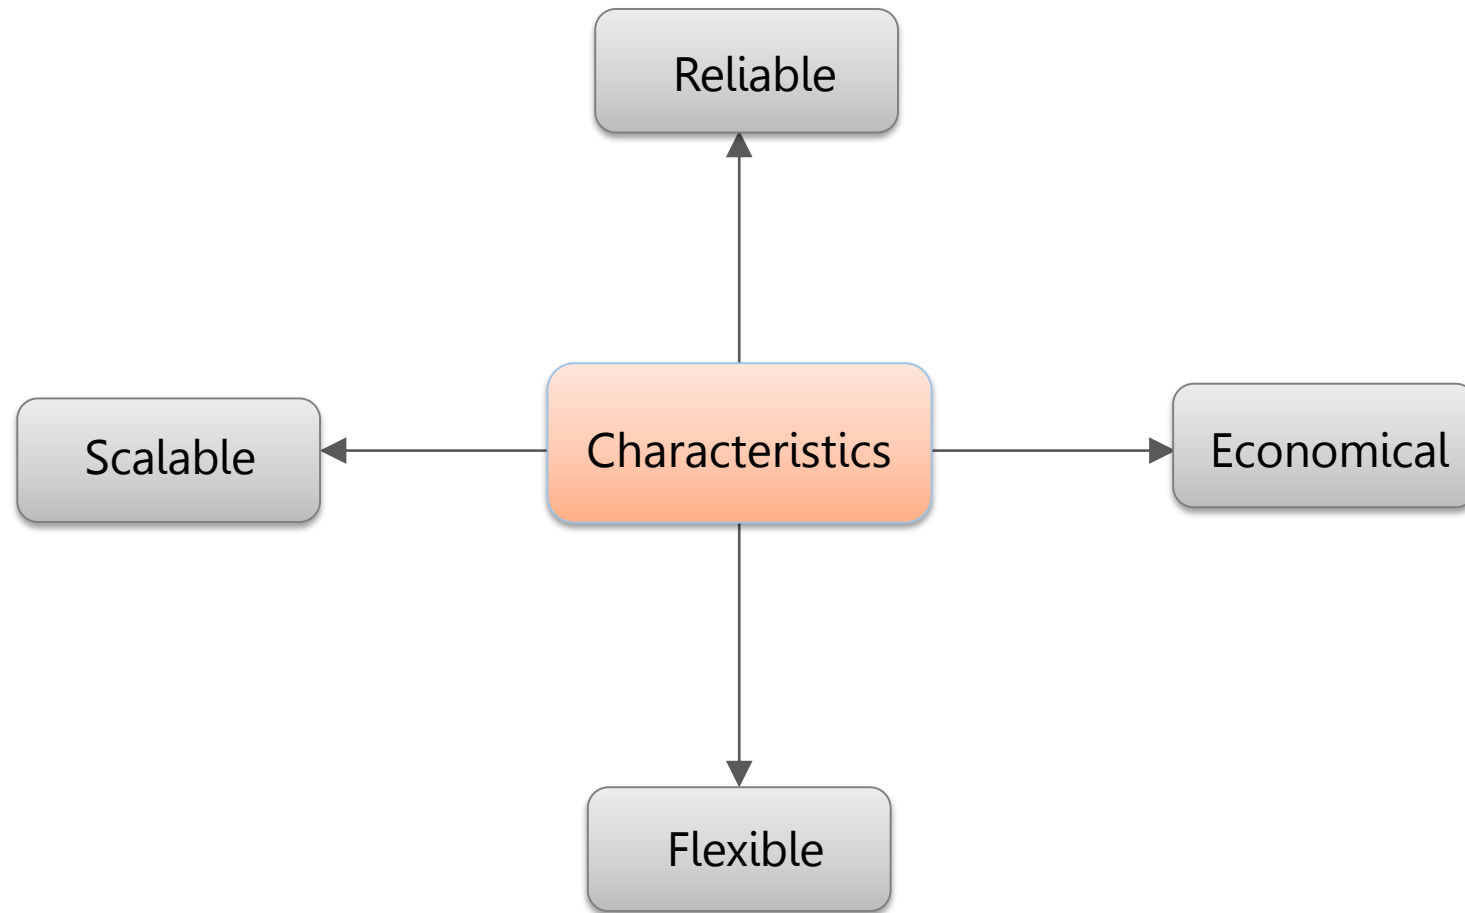 Reliable
Scalable
Characteristics
Economical
Flexible